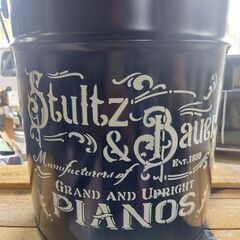 Stultz
& Bauer
Manufacturers of
EST. 1880
GRAND AND UPRIGHT
PIANOS